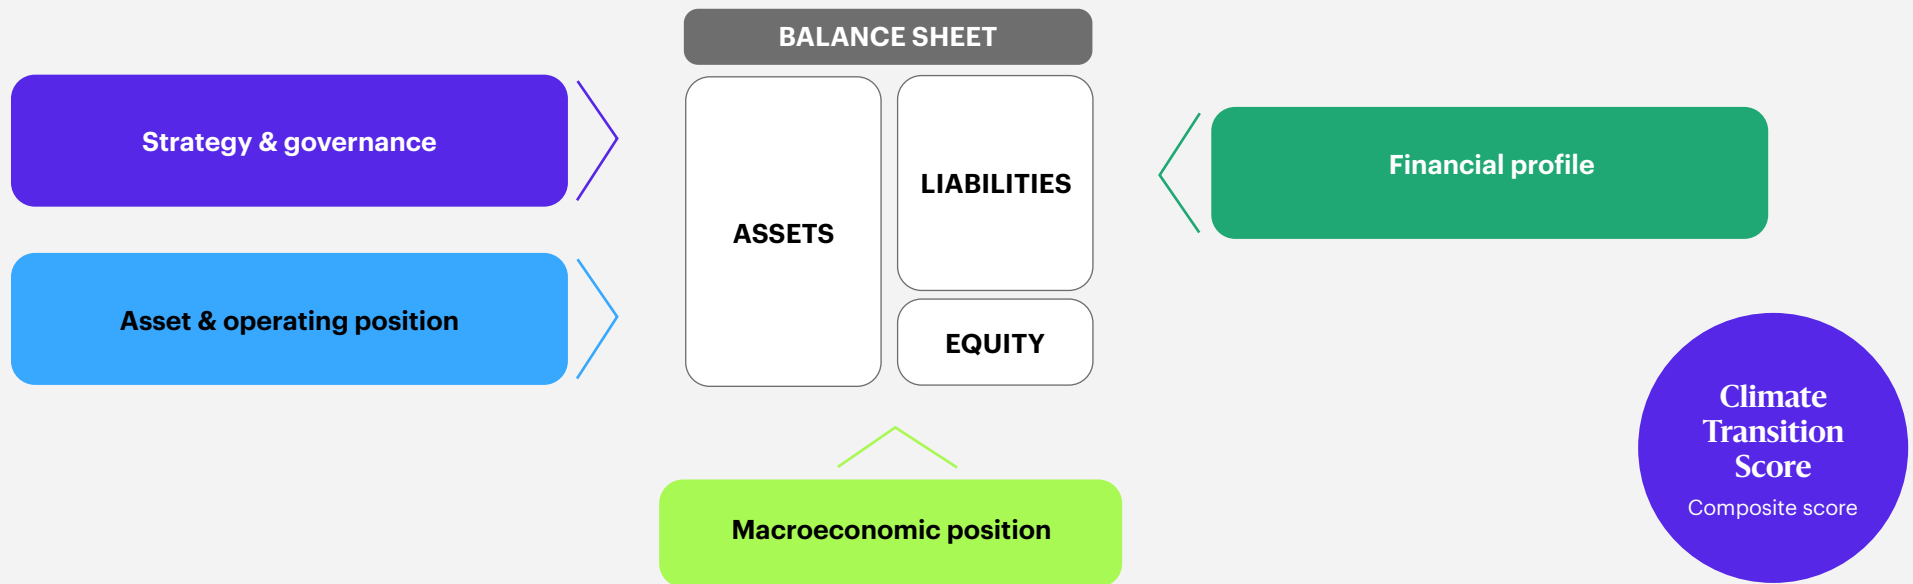 BALANCE SHEET
Strategy & governance
Asset & operating position
ASSETS
LIABILITIES
EQUITY
Financial profile
Macroeconomic position
Climate
Transition
Score
Composite score